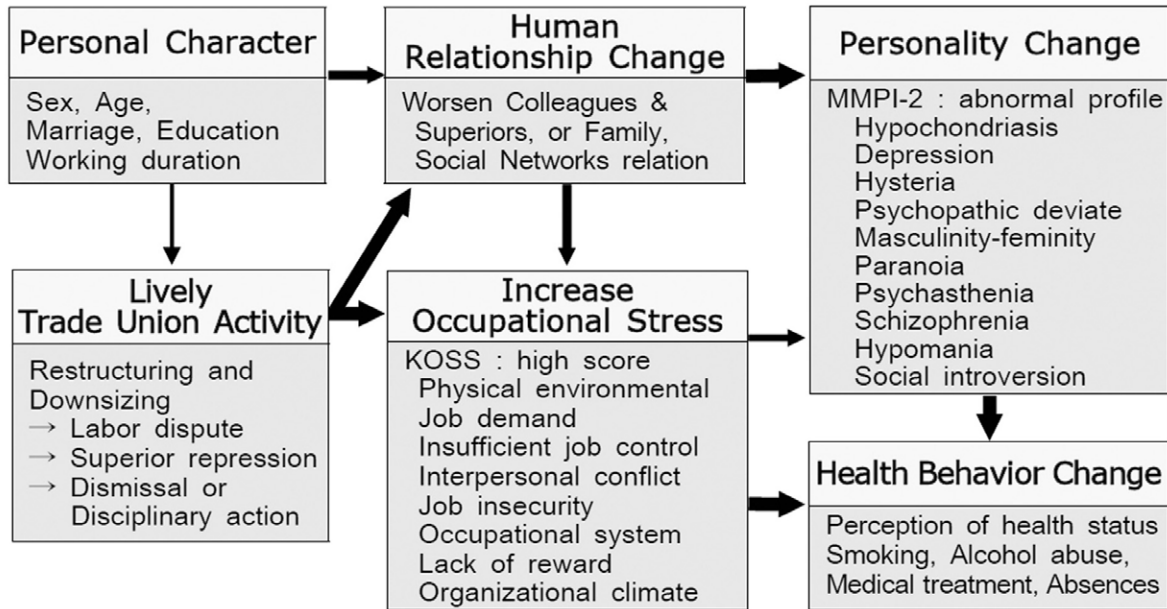 Personal Character
Sex, Age,
Marriage, Education
Working duration
Human
Relationship Change
Worsen Colleagues &
Superiors, or Family,
Social Networks relation
Personality Change
MMPI-2 : abnormal profile
Hypochondriasis
Depression
Hysteria
Psychopathic deviate
Masculinity-feminity
Paranoia
Psychasthenia
Schizophrenia
Hypomania
Social introversion
Lively
Trade Union Activity
Restructuring and
Downsizing
→ Labor dispute
→ Superior repression
→ Dismissal or
Disciplinary action
Increase
Occupational Stress
KOSS : high score
Physical environmental
Job demand
Insufficient job control
Interpersonal conflict
Job insecurity
Occupational system
Lack of reward
Organizational climate
Health Behavior Change
Perception of health status
Smoking, Alcohol abuse,
Medical treatment, Absences